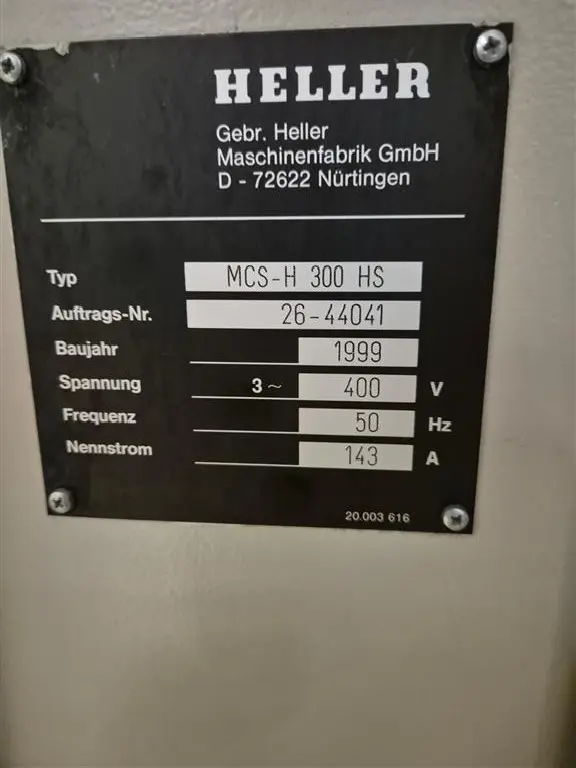 HELLER
Gebr. Heller
Maschinenfabrik GmbH
D - 72622 Nürtingen
Typ MCS-H 300 HS
Auftrags-Nr. 26-44041
Baujahr 1999
Spannung 3~ 400 V
Frequenz 50 Hz
Nennstrom 143 A
20.003 616